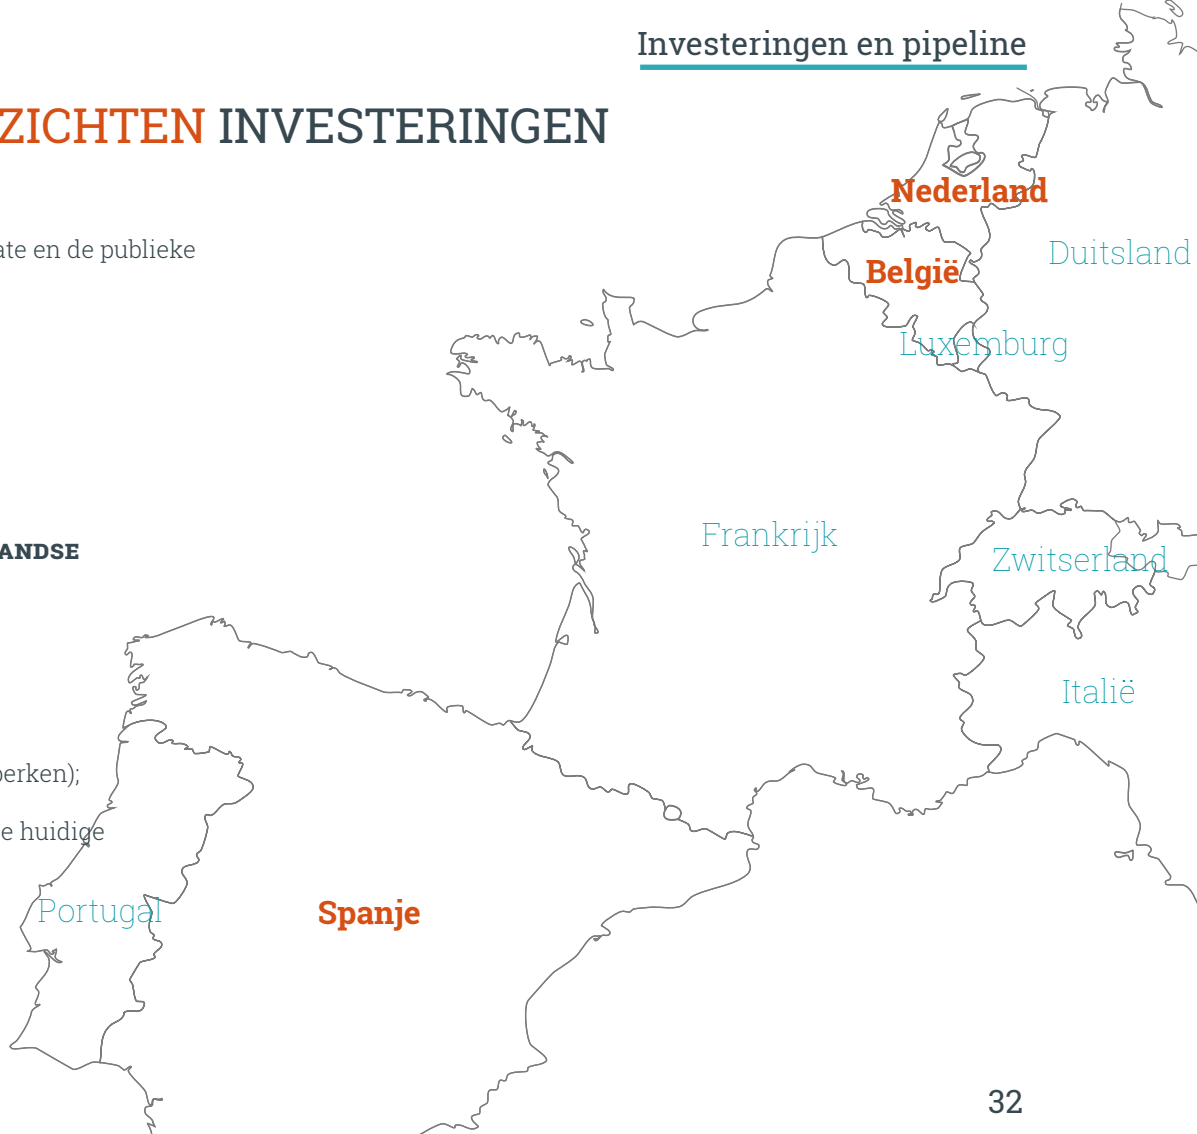 Investeringen en pipeline
ZICHTEN INVESTERINGEN
Nederland
ate en de publieke
Duitsland
België
Luxemburg
Frankrijk
ANDSE
Zwitserland
Italië
perken);
e huidige
Portugal
Spanje
32